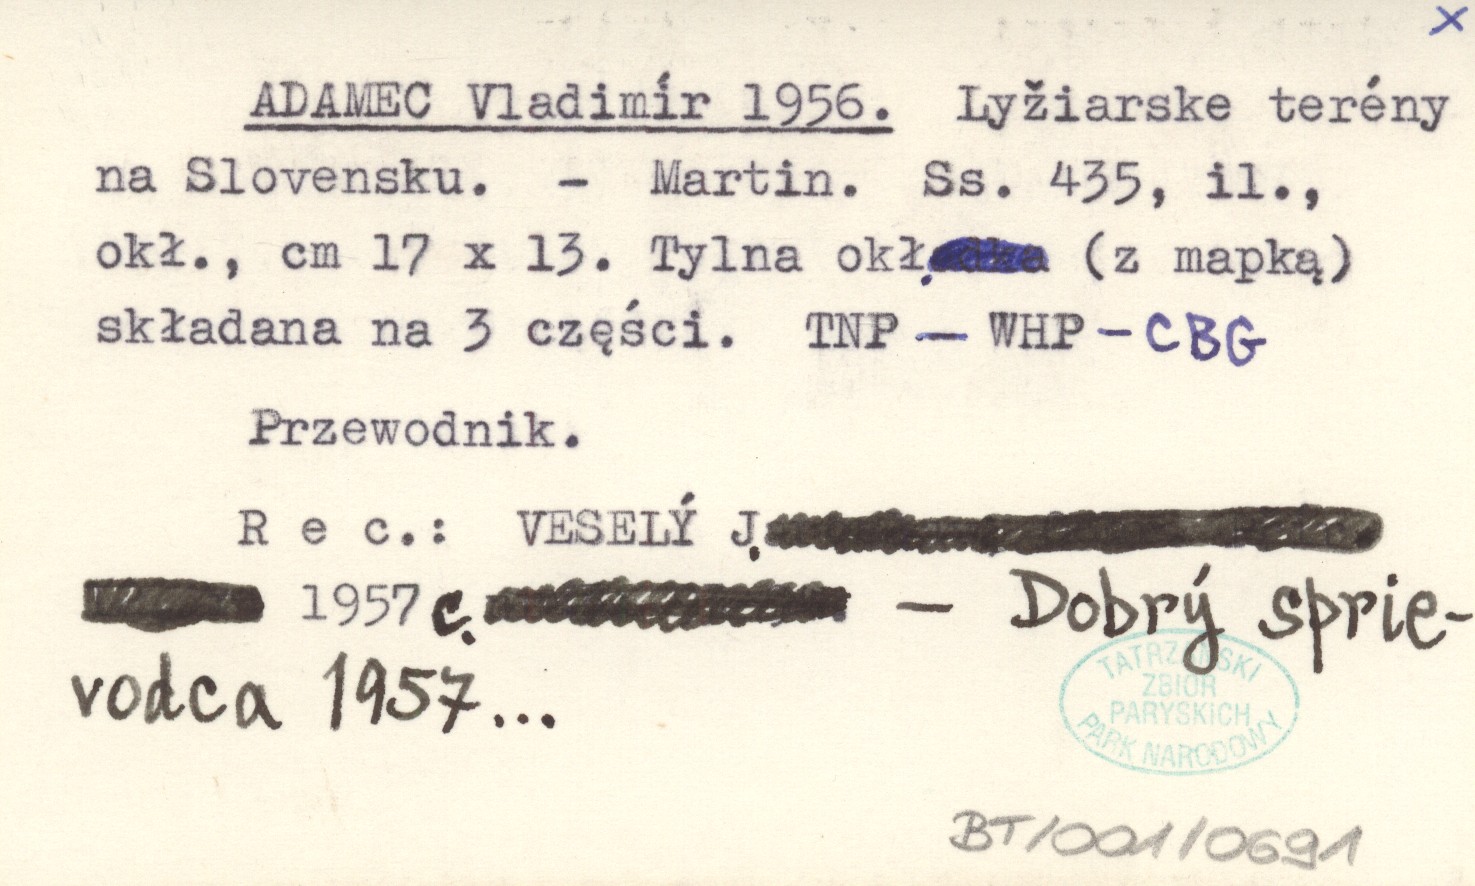 x
ADAMEC Vladimír 1956. Lyžiarske terény
na Slovensku. - Martin. Ss. 435, il.,
okł., cm 17 x 13. Tylna okł. (z mapką)
składana na 3 części. TNP — WHP - CBG
Przewodnik.
R e c.: VESELÝ J.
1957 c. — Dobrý sprie-
vodca 1957...
TATRZAŃSKI
ZBIÓR
PARYSKICH
PARK NARODOWY
BT/001/0691